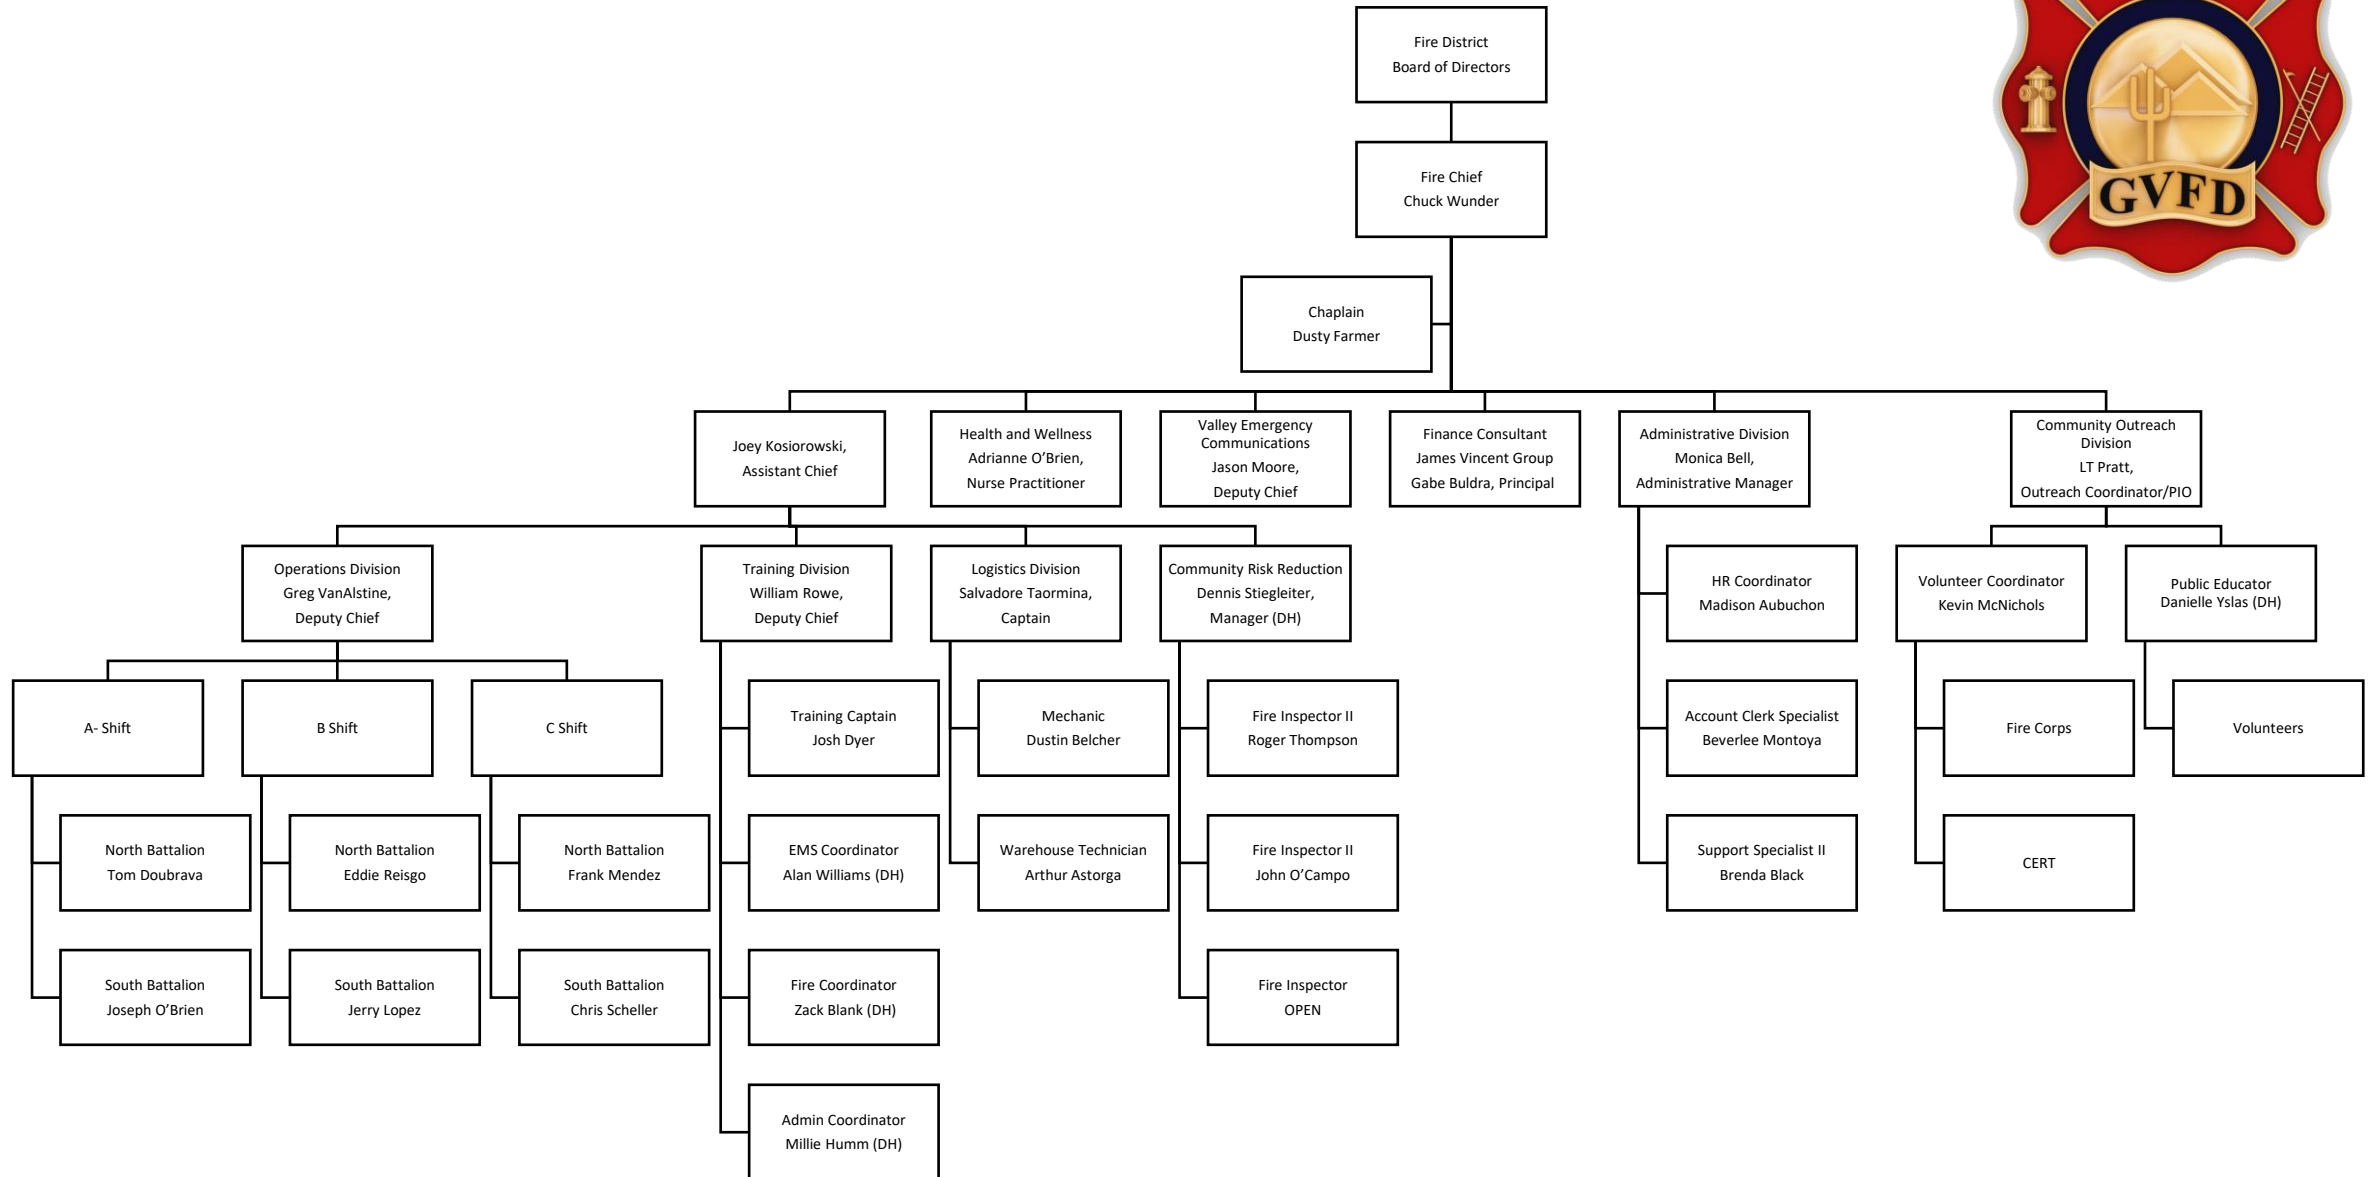 Fire District
Board of Directors
GVFD
Fire Chief
Chuck Wunder
Chaplain
Dusty Farmer
Joey Kosiorowski,
Assistant Chief
Health and Wellness
Adrianne O’Brien,
Nurse Practitioner
Valley Emergency
Communications
Jason Moore,
Deputy Chief
Finance Consultant
James Vincent Group
Gabe Buldra, Principal
Administrative Division
Monica Bell,
Administrative Manager
Community Outreach
Division
LT Pratt,
Outreach Coordinator/PIO
Operations Division
Greg VanAlstine,
Deputy Chief
Training Division
William Rowe,
Deputy Chief
Logistics Division
Salvadore Taormina,
Captain
Community Risk Reduction
Dennis Stiegleiter,
Manager (DH)
HR Coordinator
Madison Aubuchon
Volunteer Coordinator
Kevin McNichols
Public Educator
Danielle Yslas (DH)
A- Shift
B Shift
C Shift
Training Captain
Josh Dyer
Mechanic
Dustin Belcher
Fire Inspector II
Roger Thompson
Account Clerk Specialist
Beverlee Montoya
Fire Corps
Volunteers
North Battalion
Tom Doubrava
North Battalion
Eddie Reisgo
North Battalion
Frank Mendez
EMS Coordinator
Alan Williams (DH)
Warehouse Technician
Arthur Astorga
Fire Inspector II
John O’Campo
Support Specialist II
Brenda Black
CERT
South Battalion
Joseph O’Brien
South Battalion
Jerry Lopez
South Battalion
Chris Scheller
Fire Coordinator
Zack Blank (DH)
Fire Inspector
OPEN
Admin Coordinator
Millie Humm (DH)